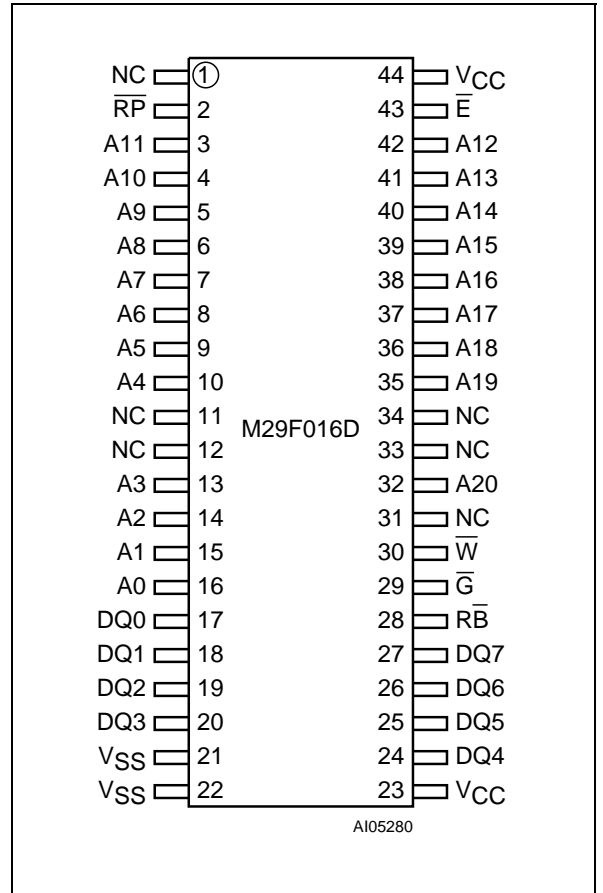 NC 1 44 VCC
R̅P̅ 2 43 E̅
A11 3 42 A12
A10 4 41 A13
A9 5 40 A14
A8 6 39 A15
A7 7 38 A16
A6 8 37 A17
A5 9 36 A18
A4 10 35 A19
NC 11 34 NC
M29F016D
NC 12 33 NC
A3 13 32 A20
A2 14 31 NC
A1 15 30 W̅
A0 16 29 G̅
DQ0 17 28 RB̅
DQ1 18 27 DQ7
DQ2 19 26 DQ6
DQ3 20 25 DQ5
VSS 21 24 DQ4
VSS 22 23 VCC
AI05280